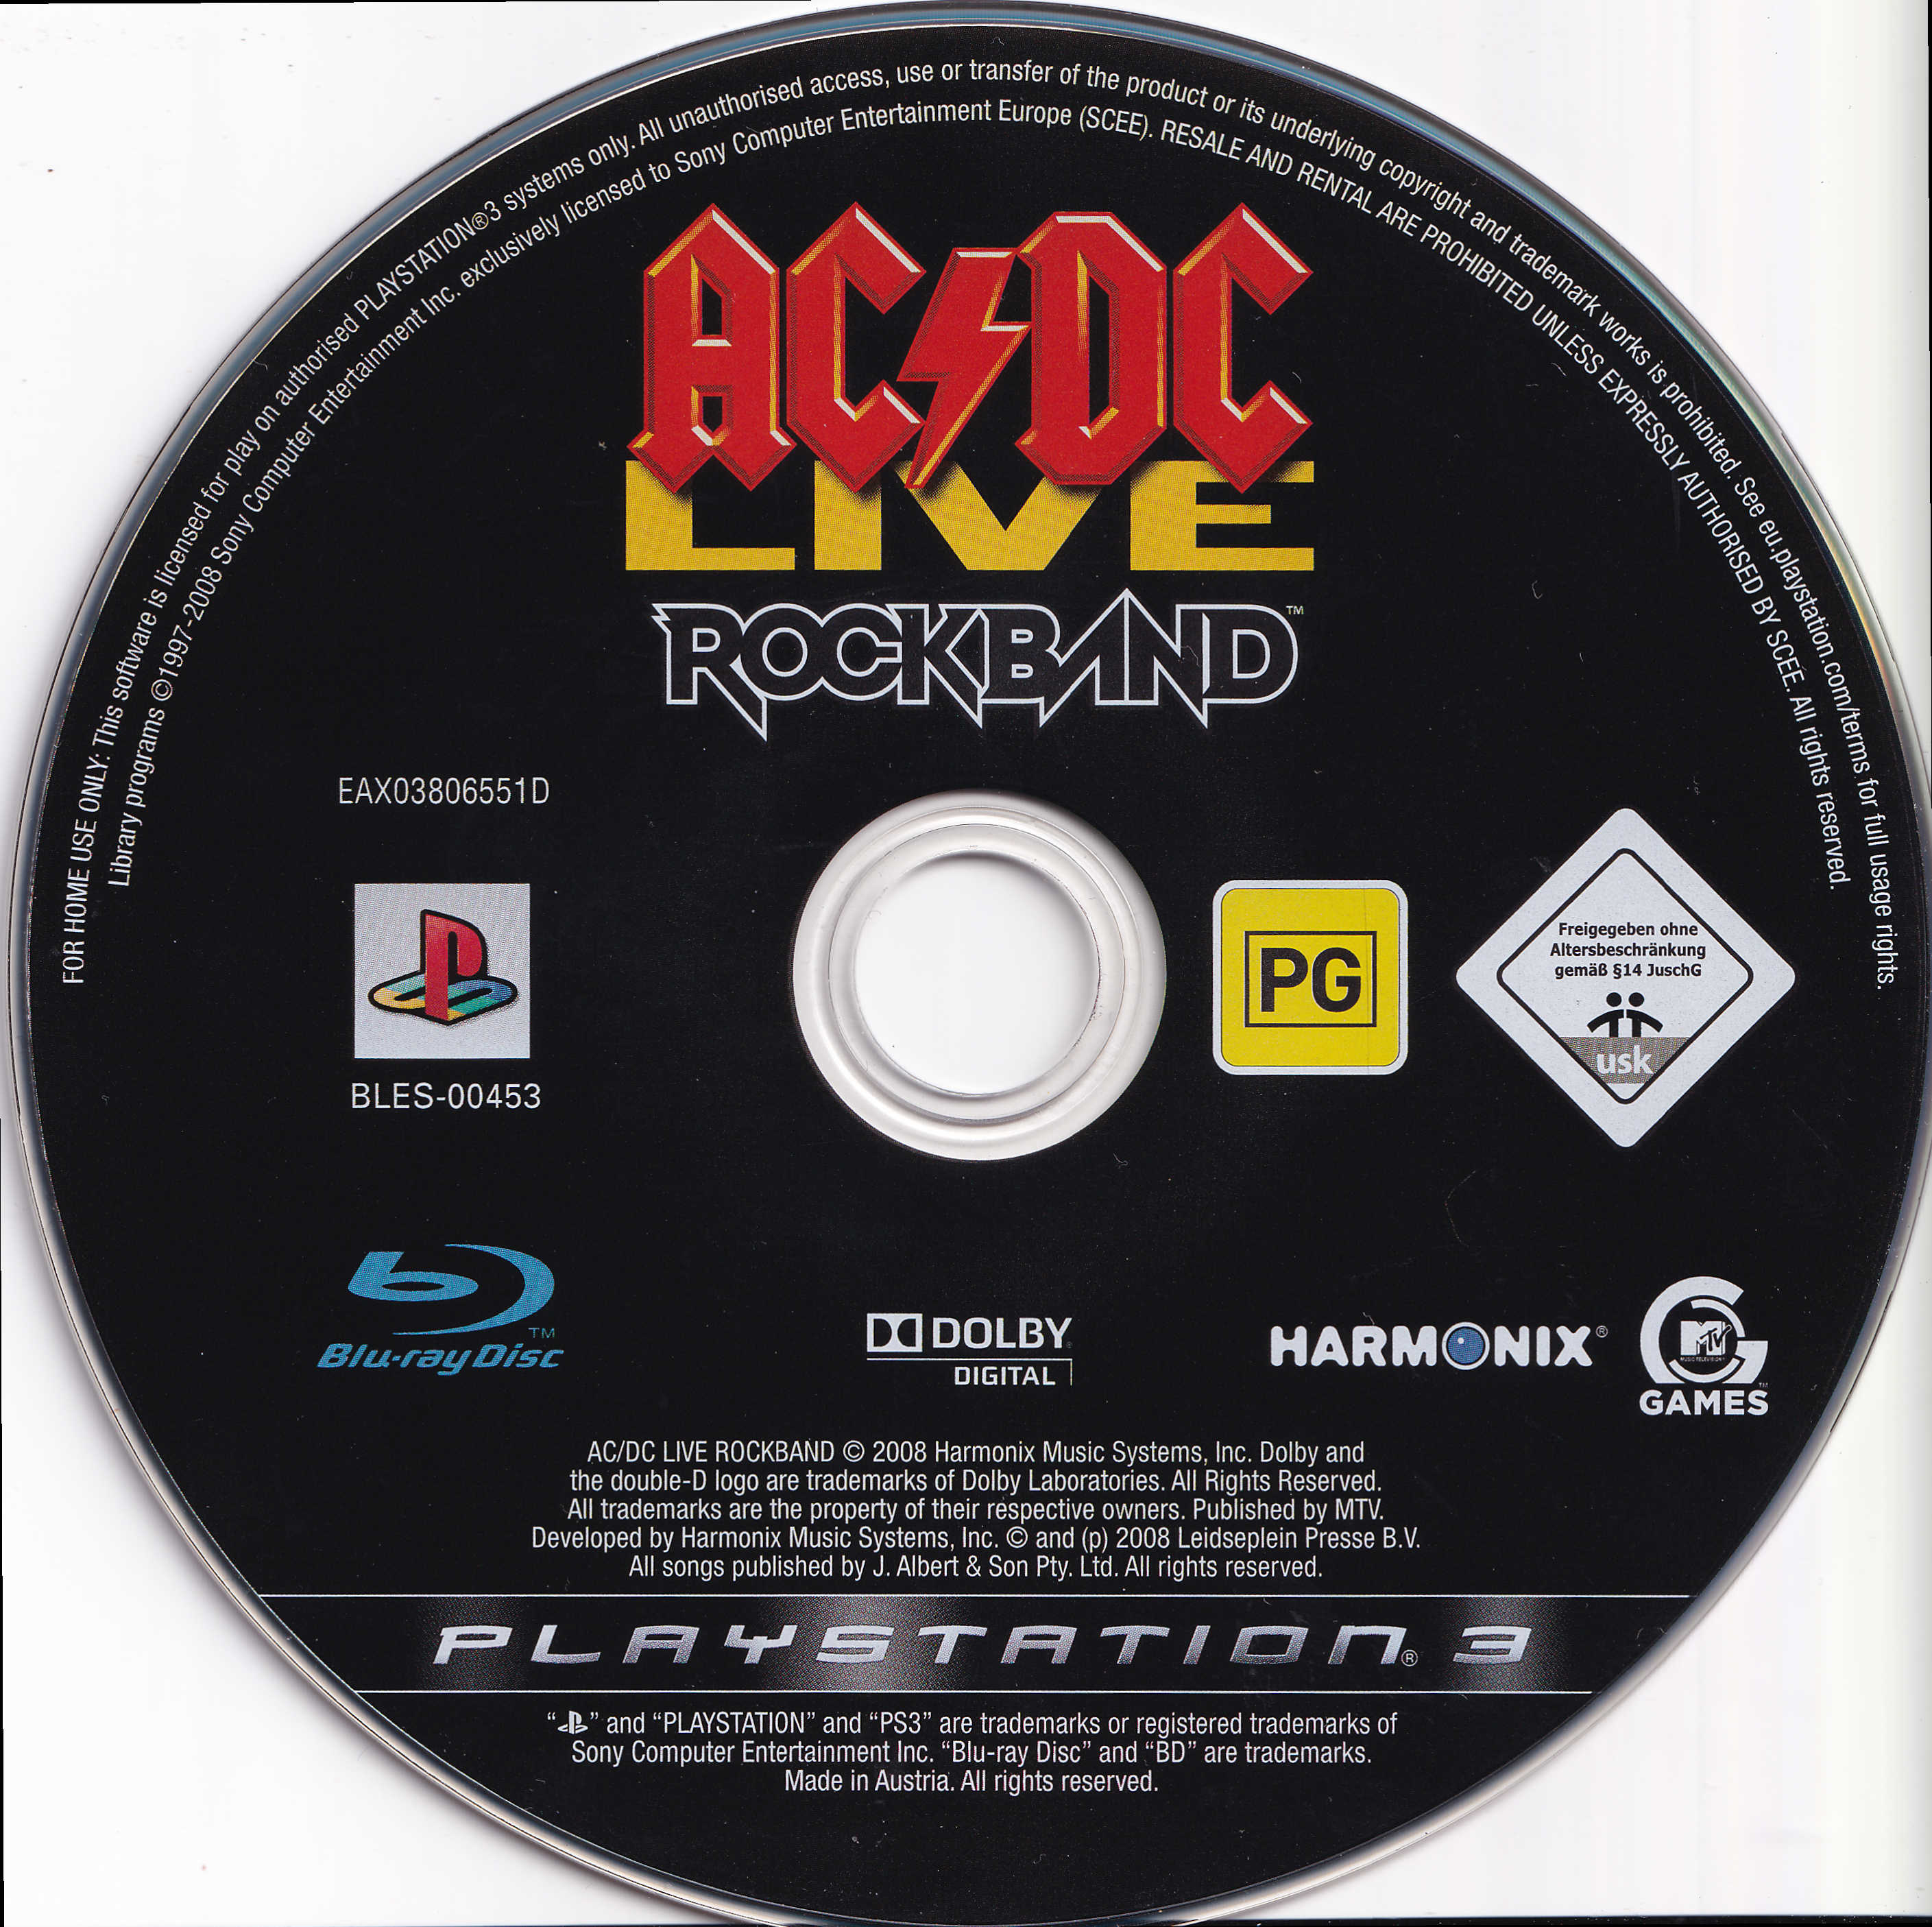 FOR HOME USE ONLY: This software is licensed for play on authorised PLAYSTATION®3 systems only. All unauthorised access, use or transfer of the product or its underlying copyright and trademark works is prohibited. See eu.playstation.com/terms for full usage rights.
Library programs ©1997-2008 Sony Computer Entertainment Inc. exclusively licensed to Sony Computer Entertainment Europe (SCEE). RESALE AND RENTAL ARE PROHIBITED UNLESS EXPRESSLY AUTHORISED BY SCEE. All rights reserved.
AC/DC
LIVE
ROCKBAND™
EAX03806551D
BLES-00453
PG
Freigegeben ohne
Altersbeschränkung
gemäß §14 JuschG
usk
Blu-ray Disc™
DOLBY
DIGITAL
HARMONIX®
MTV
MUSIC TELEVISION
G
GAMES™
AC/DC LIVE ROCKBAND © 2008 Harmonix Music Systems, Inc. Dolby and
the double-D logo are trademarks of Dolby Laboratories. All Rights Reserved.
All trademarks are the property of their respective owners. Published by MTV.
Developed by Harmonix Music Systems, Inc. © and (p) 2008 Leidseplein Presse B.V.
All songs published by J. Albert & Son Pty. Ltd. All rights reserved.
PLAYSTATION®3
“PS” and “PLAYSTATION” and “PS3” are trademarks or registered trademarks of
Sony Computer Entertainment Inc. “Blu-ray Disc” and “BD” are trademarks.
Made in Austria. All rights reserved.